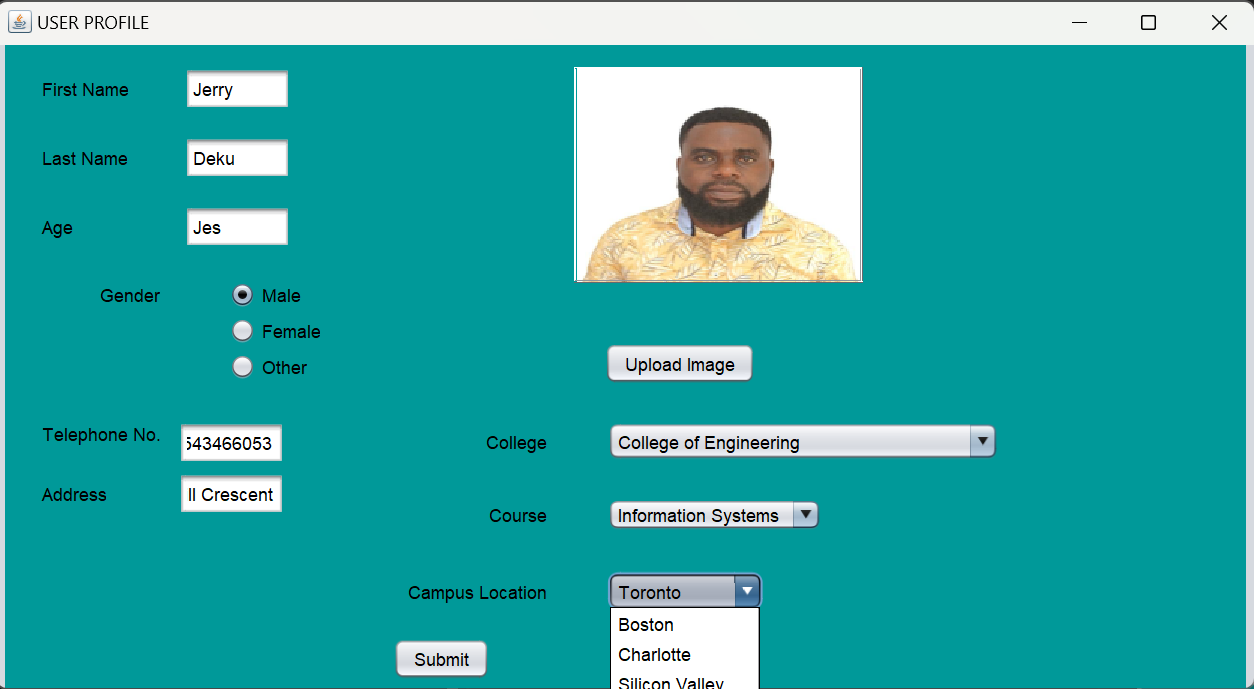 USER PROFILE
First Name Jerry
Last Name Deku
Age Jes
Gender Male
Female
Other
Upload Image
Telephone No. 543466053
Address ll Crescent
College College of Engineering
Course Information Systems
Campus Location Toronto
Boston
Charlotte
Silicon Valley
Submit